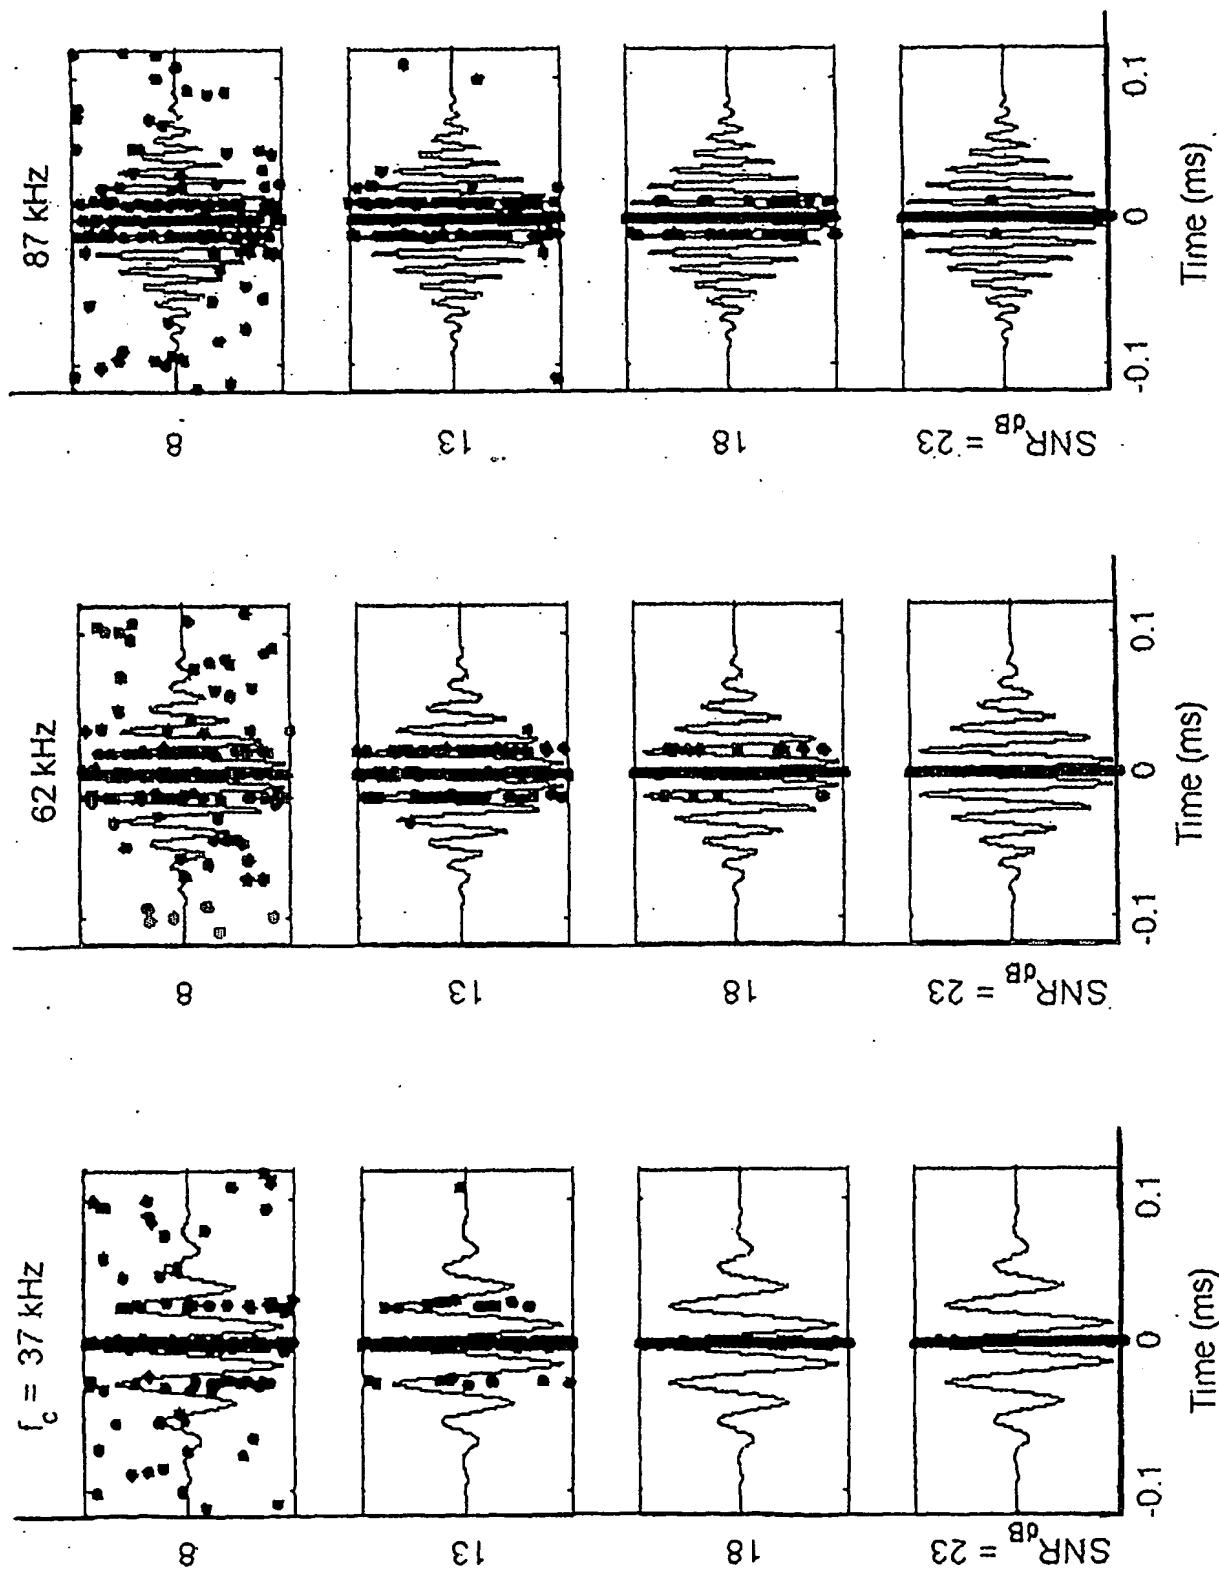 f_c = 37 kHz
8
13
18
SNR_dB = 23
-0.1
0
0.1
Time (ms)
62 kHz
8
13
18
SNR_dB = 23
-0.1
0
0.1
Time (ms)
87 kHz
8
13
18
SNR_dB = 23
-0.1
0
0.1
Time (ms)